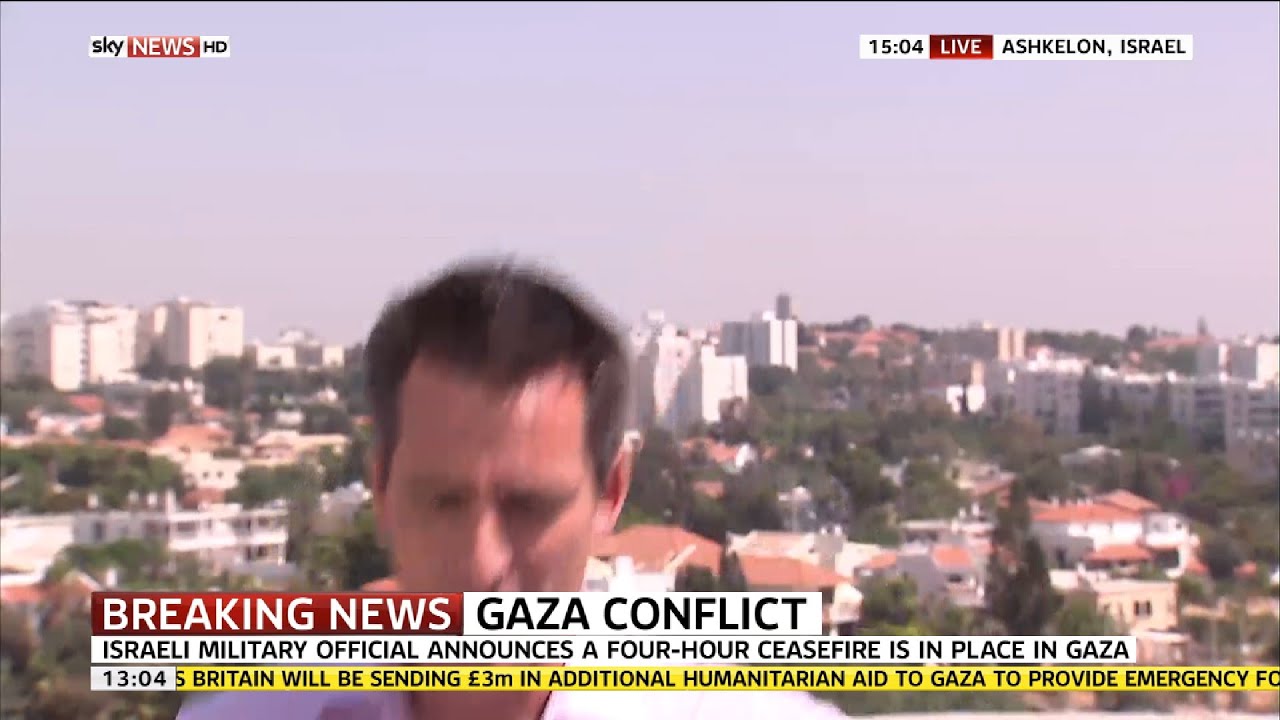 sky NEWS HD
15:04 LIVE ASHKELON, ISRAEL
BREAKING NEWS GAZA CONFLICT
ISRAELI MILITARY OFFICIAL ANNOUNCES A FOUR-HOUR CEASEFIRE IS IN PLACE IN GAZA
13:04 S BRITAIN WILL BE SENDING £3m IN ADDITIONAL HUMANITARIAN AID TO GAZA TO PROVIDE EMERGENCY FO